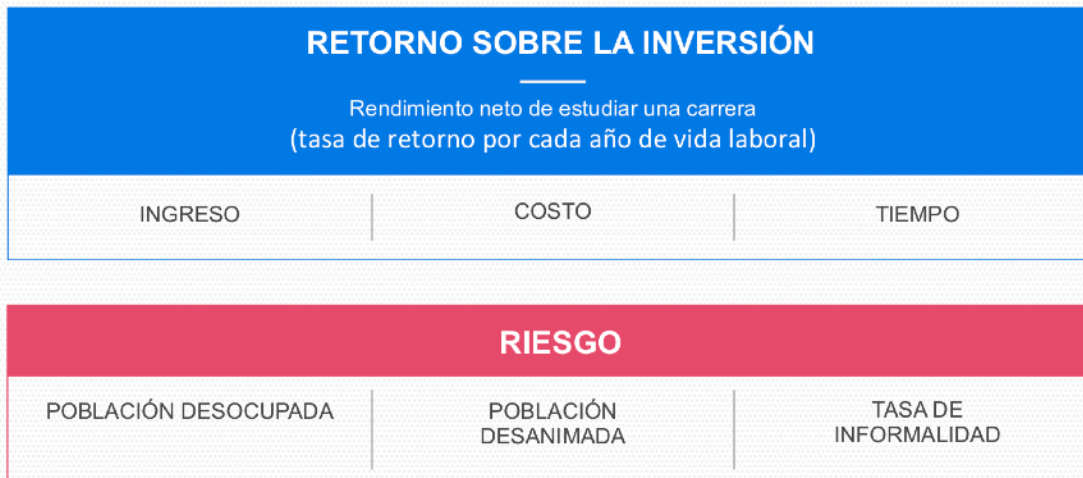 RETORNO SOBRE LA INVERSIÓN
Rendimiento neto de estudiar una carrera
(tasa de retorno por cada año de vida laboral)
INGRESO
COSTO
TIEMPO
RIESGO
POBLACIÓN DESOCUPADA
POBLACIÓN
DESANIMADA
TASA DE
INFORMALIDAD